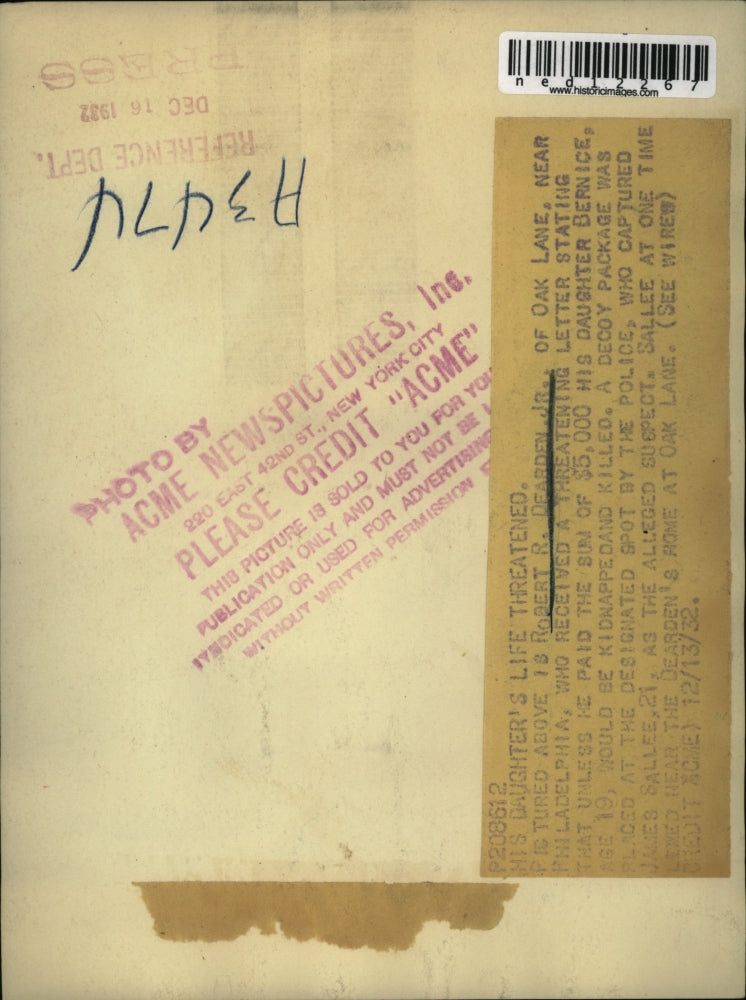 PRESS
DEC 16 1932
REFERENCE DEPT.
A3474
ned12267
www.historicimages.com
PHOTO BY
ACME NEWSPICTURES, Inc.
220 EAST 42ND ST., NEW YORK CITY
PLEASE CREDIT "ACME"
THIS PICTURE IS SOLD TO YOU FOR YOU
PUBLICATION ONLY AND MUST NOT BE
SYNDICATED OR USED FOR ADVERTISING
WITHOUT WRITTEN PERMISSION
P208612
HIS DAUGHTER'S LIFE THREATENED.
PICTURED ABOVE IS ROBERT R. DEARDEN, JR., OF OAK LANE, NEAR
PHILADELPHIA, WHO RECEIVED A THREATENING LETTER STATING
THAT UNLESS HE PAID THE SUM OF $5,000 HIS DAUGHTER BERNICE,
AGE 19, WOULD BE KIDNAPPEDAND KILLED. A DECOY PACKAGE WAS
PLACED AT THE DESIGNATED SPOT BY THE POLICE, WHO CAPTURED
JAMES SALLEE,21, AS THE ALLEGED SUSPECT. SALLEE AT ONE TIME
LIVED NEAR THE DEARDEN'S HOME AT OAK LANE. (SEE WIREW)
CREDIT ACME) 12/13/32.